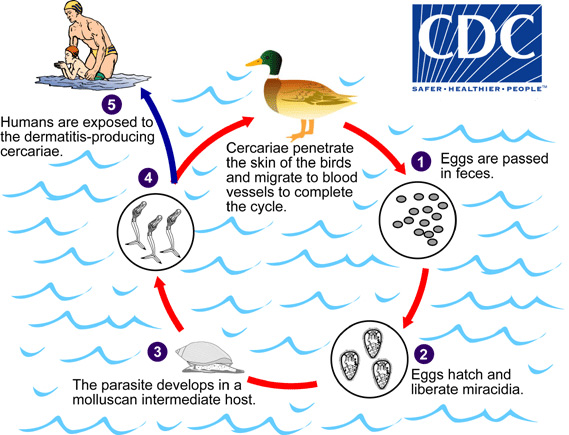 CDC
SAFER • HEALTHIER • PEOPLE™
5
Humans are exposed to
the dermatitis-producing
cercariae.
4
Cercariae penetrate
the skin of the birds
and migrate to blood
vessels to complete
the cycle.
1
Eggs are passed
in feces.
2
Eggs hatch and
liberate miracidia.
3
The parasite develops in a
molluscan intermediate host.